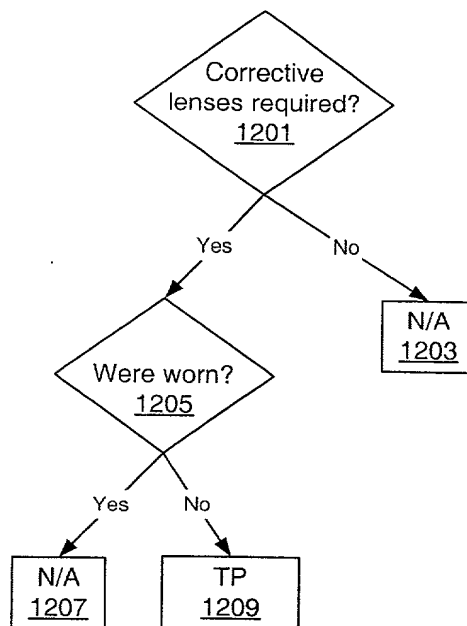 Corrective
lenses required?
1201
Yes
No
N/A
1203
Were worn?
1205
Yes
No
N/A
1207
TP
1209